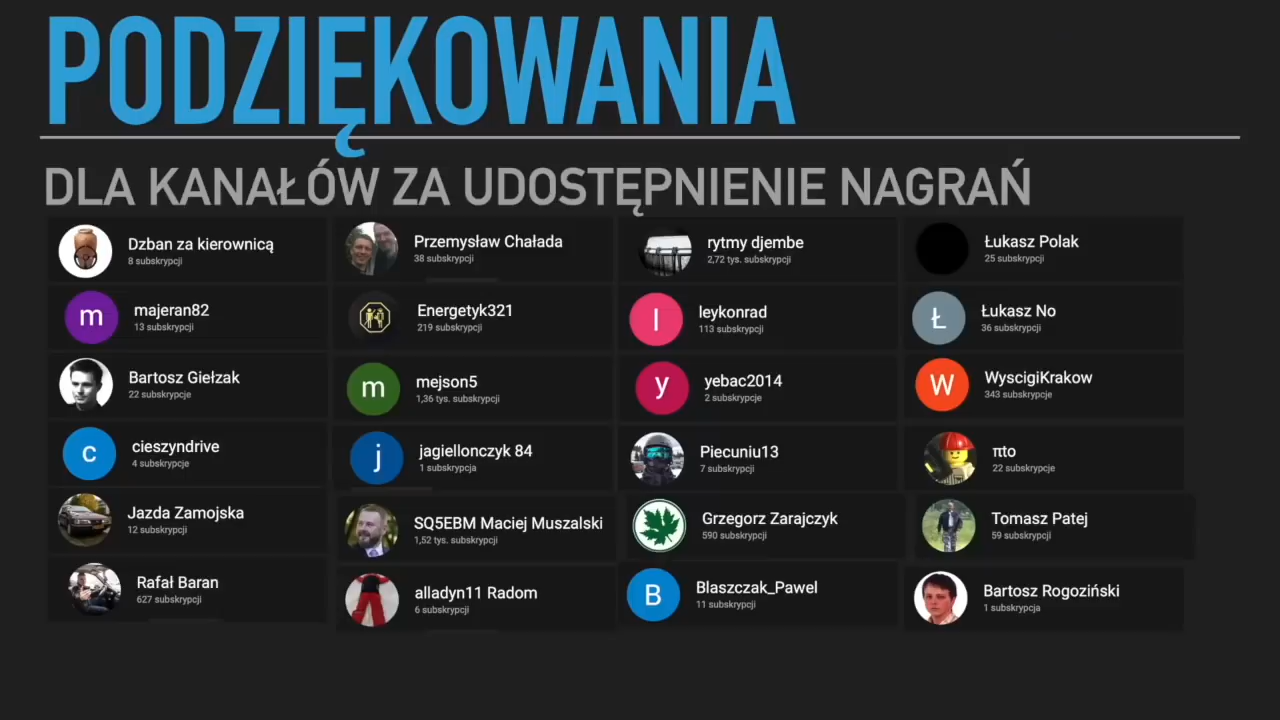 PODZIĘKOWANIA
DLA KANAŁÓW ZA UDOSTĘPNIENIE NAGRAŃ
Dzban za kierownicą
8 subskrypcji
Przemysław Chałada
38 subskrypcji
rytmy djembe
2,72 tys. subskrypcji
Łukasz Polak
25 subskrypcji
m
majeran82
13 subskrypcji
Energetyk321
219 subskrypcji
l
leykonrad
113 subskrypcji
Ł
Łukasz No
36 subskrypcji
Bartosz Giełzak
22 subskrypcje
m
mejson5
1,36 tys. subskrypcji
y
yebac2014
2 subskrypcje
W
WyscigiKrakow
343 subskrypcje
c
cieszyndrive
4 subskrypcje
j
jagiellonczyk 84
1 subskrypcja
Piecuniu13
7 subskrypcji
πto
22 subskrypcje
Jazda Zamojska
12 subskrypcji
SQ5EBM Maciej Muszalski
1,52 tys. subskrypcji
Grzegorz Zarajczyk
590 subskrypcji
Tomasz Patej
59 subskrypcji
Rafał Baran
627 subskrypcji
alladyn11 Radom
6 subskrypcji
B
Blaszczak_Pawel
11 subskrypcji
Bartosz Rogoziński
1 subskrypcja